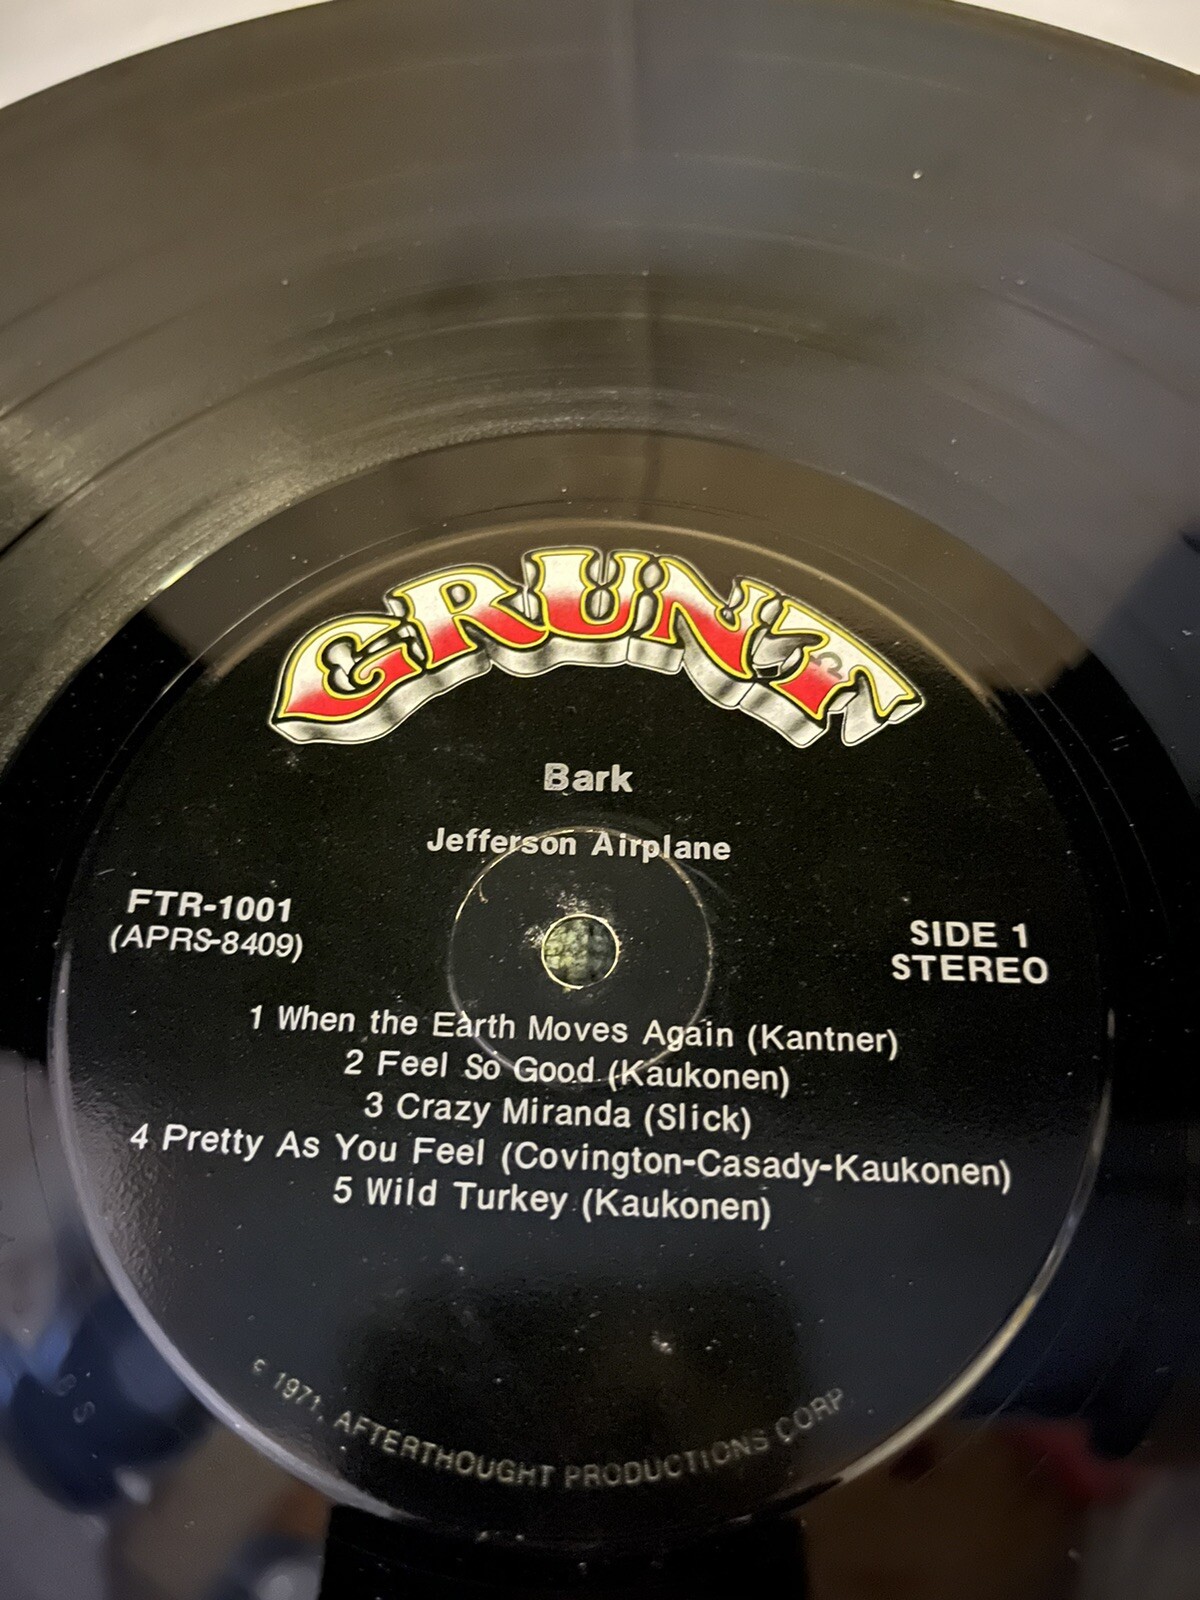 GRUNT
Bark
Jefferson Airplane
FTR-1001
(APRS-8409)
SIDE 1
STEREO
1 When the Earth Moves Again (Kantner)
2 Feel So Good (Kaukonen)
3 Crazy Miranda (Slick)
4 Pretty As You Feel (Covington-Casady-Kaukonen)
5 Wild Turkey (Kaukonen)
c 1971, AFTERTHOUGHT PRODUCTIONS CORP